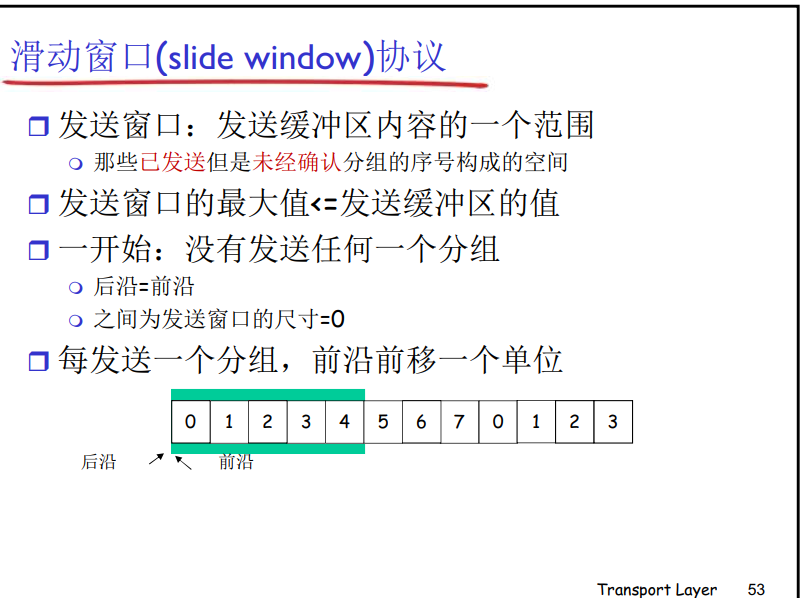 滑动窗口(slide window)协议
发送窗口：发送缓冲区内容的一个范围
那些已发送但是未经确认分组的序号构成的空间
发送窗口的最大值<=发送缓冲区的值
一开始：没有发送任何一个分组
后沿=前沿
之间为发送窗口的尺寸=0
每发送一个分组，前沿前移一个单位
0 1 2 3 4 5 6 7 0 1 2 3
后沿 前沿
Transport Layer 53